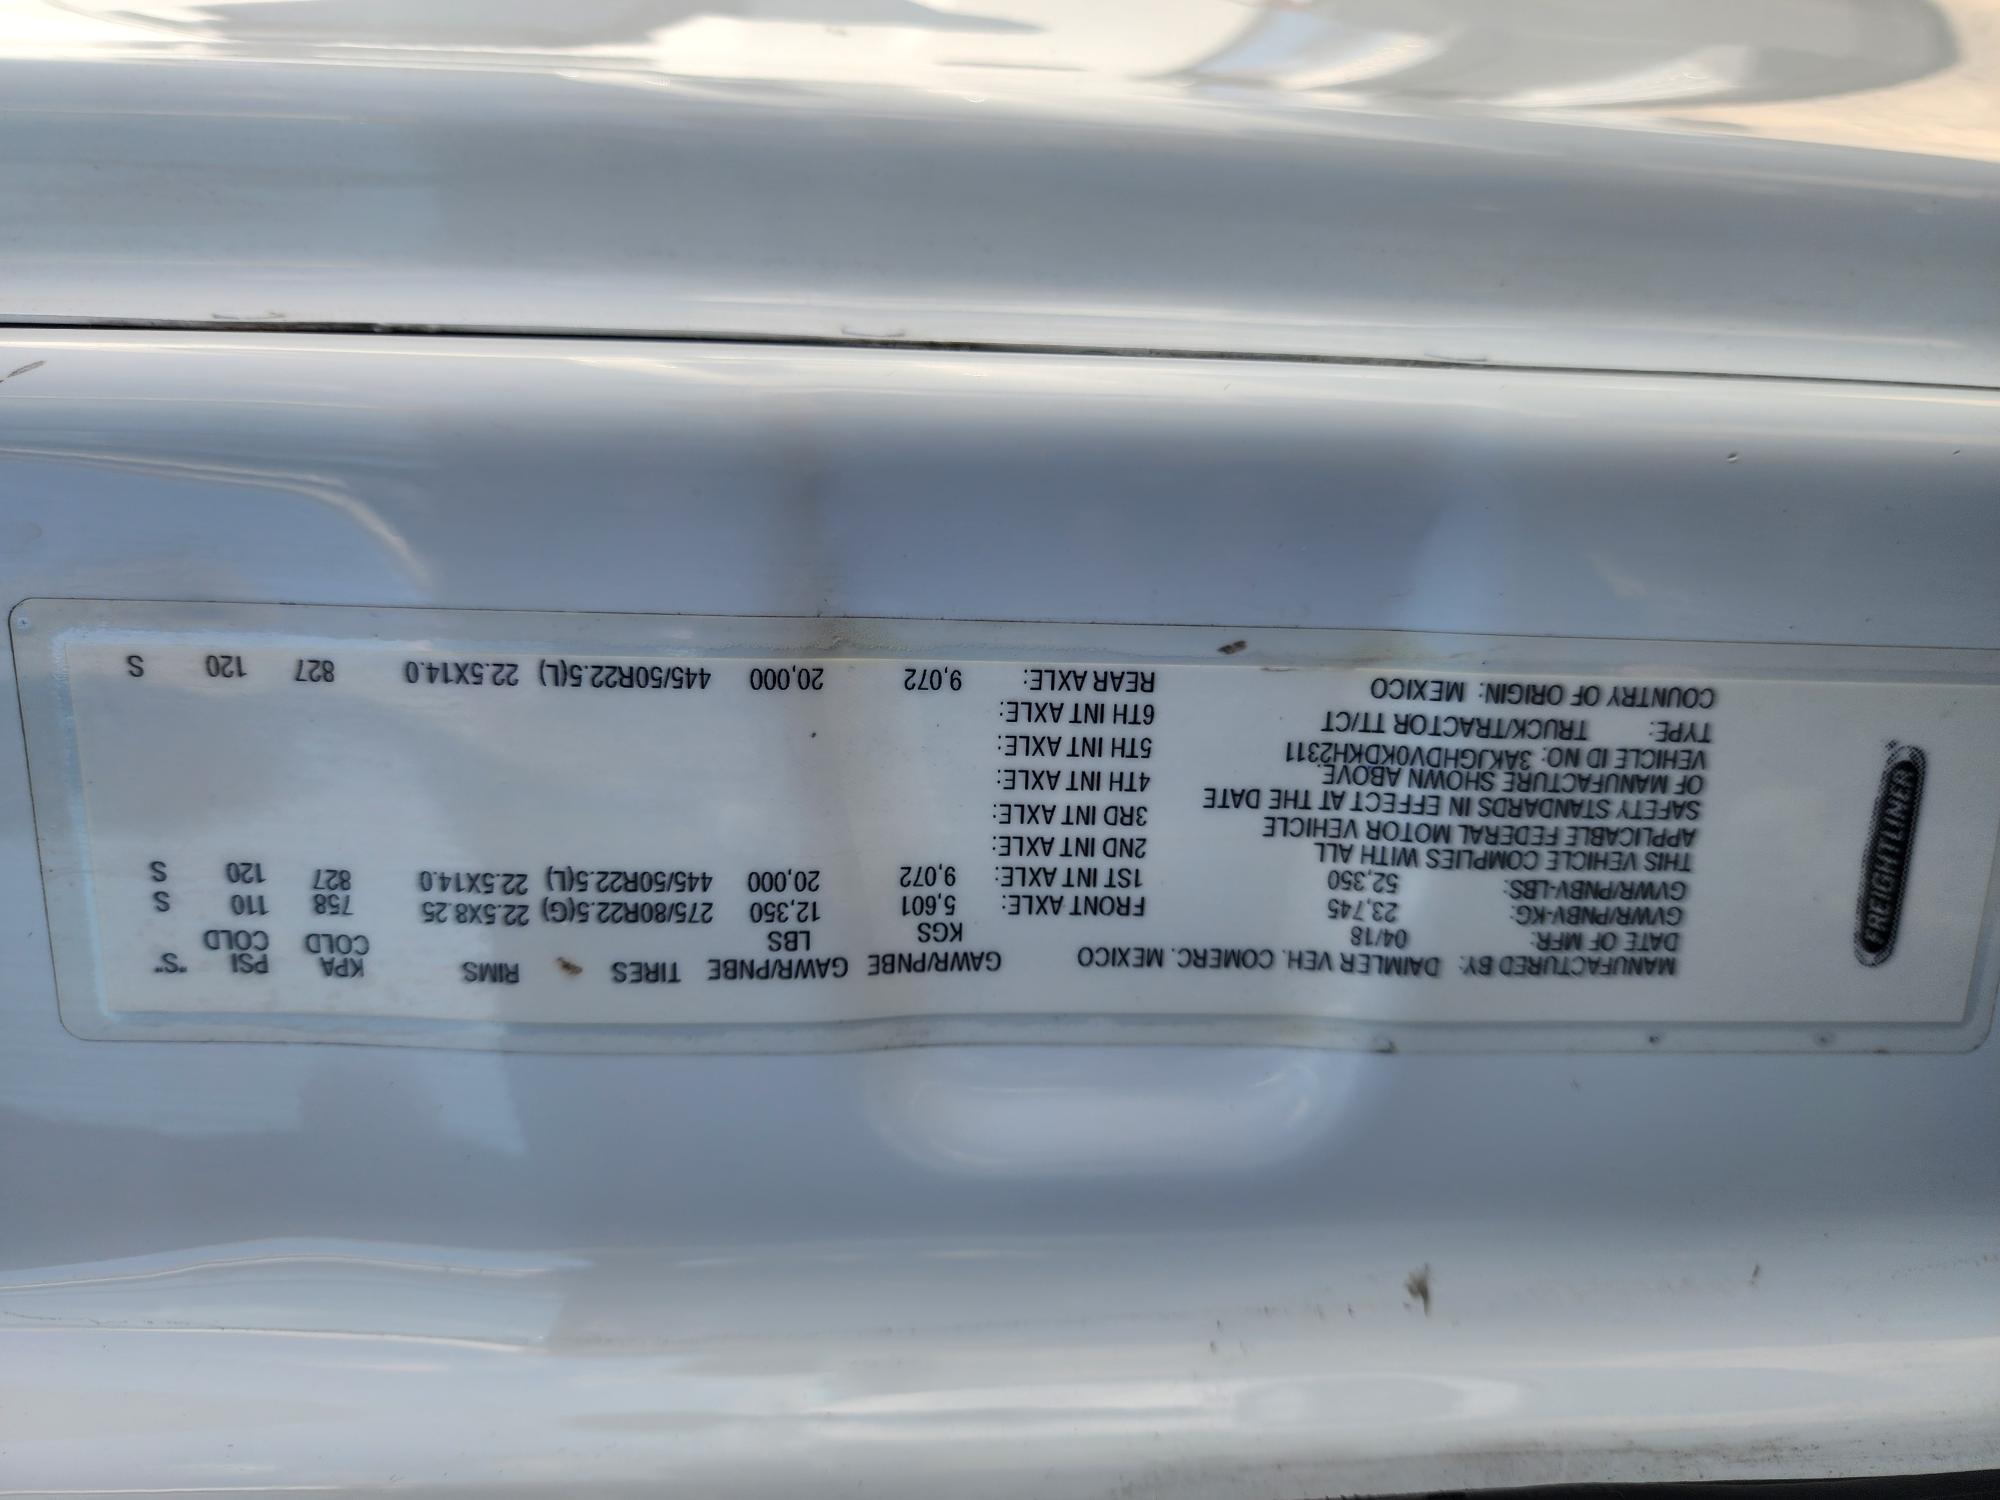 FREIGHTLINER
MANUFACTURED BY: DAIMLER VEH. COMERC. MEXICO
DATE OF MFR: 04/18
GVWR/PNBV-KG: 23,745
GVWR/PNBV-LBS: 52,350
THIS VEHICLE COMPLIES WITH ALL
APPLICABLE FEDERAL MOTOR VEHICLE
SAFETY STANDARDS IN EFFECT AT THE DATE
OF MANUFACTURE SHOWN ABOVE.
VEHICLE ID NO: 3AKJGHDV0KDKH2311
TYPE: TRUCK/TRACTOR TT/CT
COUNTRY OF ORIGIN: MEXICO
GAWR/PNBE GAWR/PNBE TIRES RIMS KPA PSI "S"
KGS LBS COLD COLD
FRONT AXLE: 5,601 12,350 275/80R22.5(G) 22.5X8.25 758 110 S
1ST INT AXLE: 9,072 20,000 445/50R22.5(L) 22.5X14.0 827 120 S
2ND INT AXLE:
3RD INT AXLE:
4TH INT AXLE:
5TH INT AXLE:
6TH INT AXLE:
REAR AXLE: 9,072 20,000 445/50R22.5(L) 22.5X14.0 827 120 S